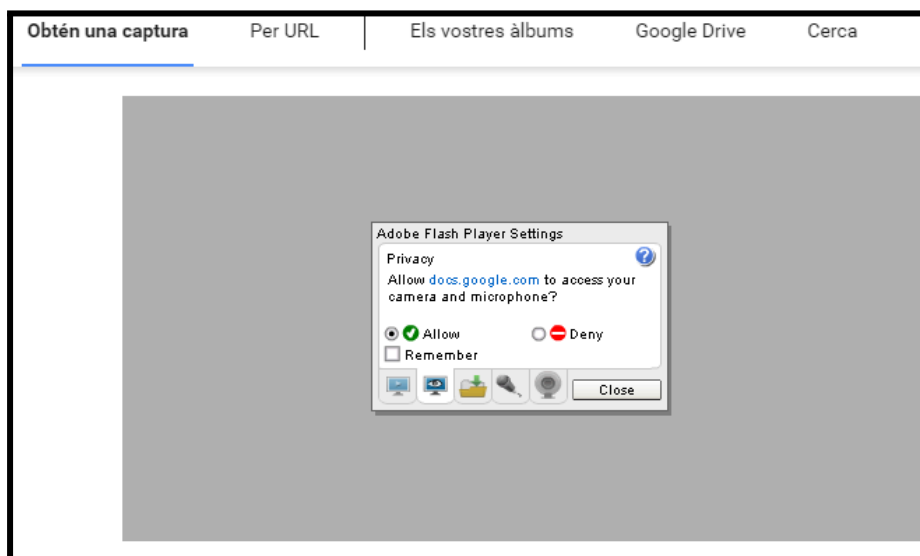 Obtén una captura Per URL Els vostres àlbums Google Drive Cerca
Adobe Flash Player Settings
Privacy
Allow docs.google.com to access your
camera and microphone?
Allow Deny
Remember
Close